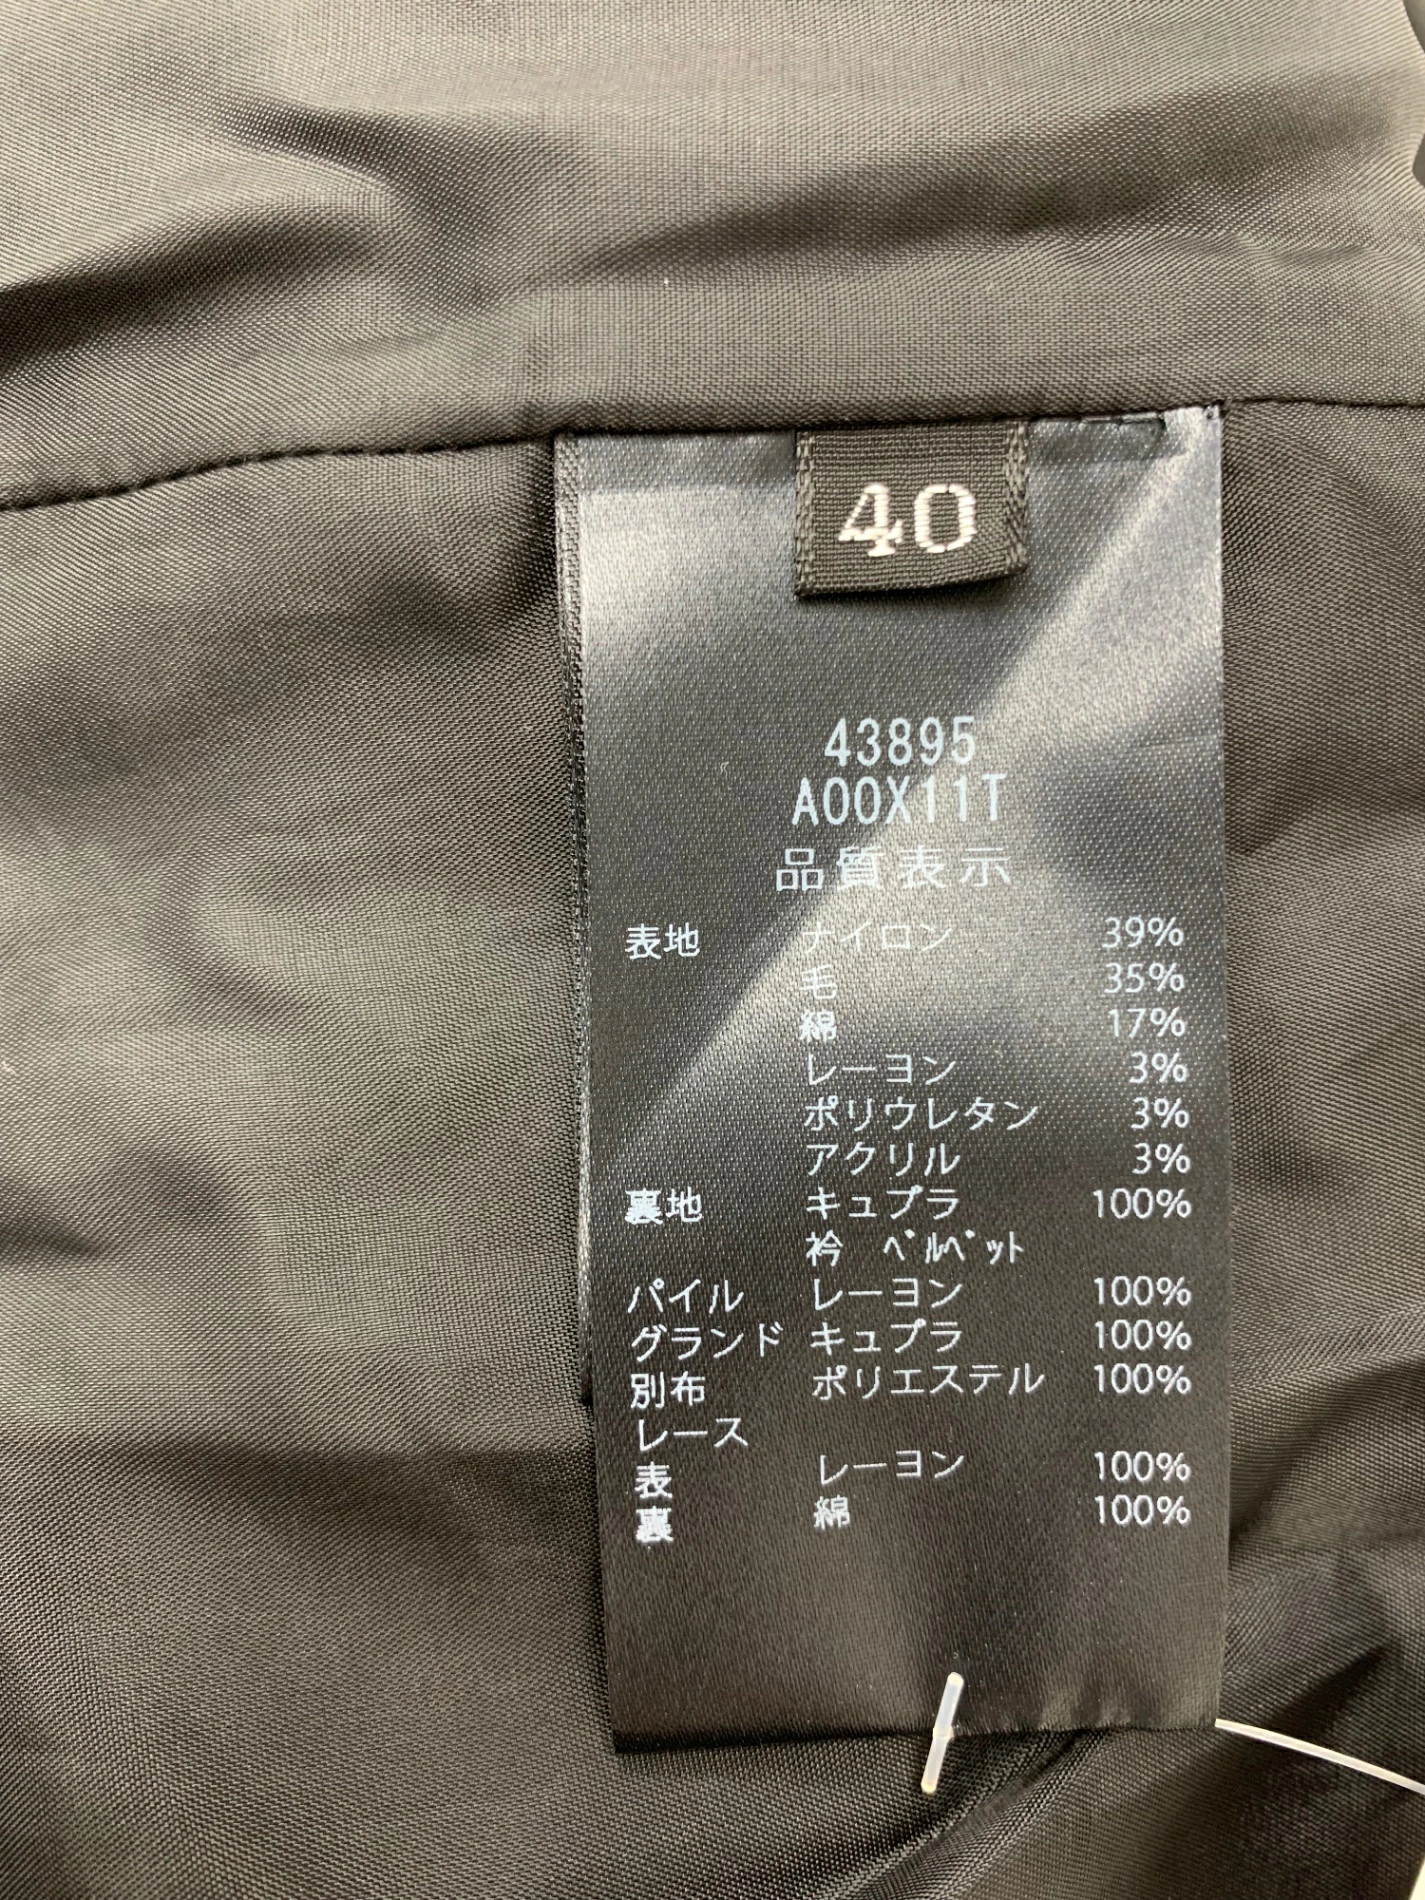 40
43895
A00X11T
品質表示
表地 ナイロン 39%
毛 35%
綿 17%
レーヨン 3%
ポリウレタン 3%
アクリル 3%
裏地 キュプラ 100%
衿 ﾍﾞﾙﾍﾞｯﾄ
パイル レーヨン 100%
グランド キュプラ 100%
別布 ポリエステル 100%
レース
表 レーヨン 100%
裏 綿 100%